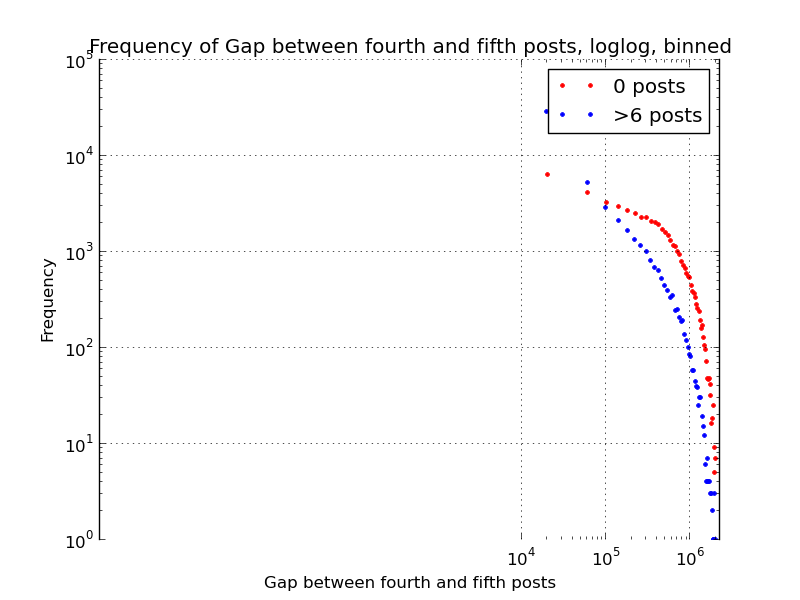 Frequency of Gap between fourth and fifth posts, loglog, binned
0 posts
>6 posts
10^5
10^4
10^3
10^2
10^1
10^0
Frequency
10^4 10^5 10^6
Gap between fourth and fifth posts